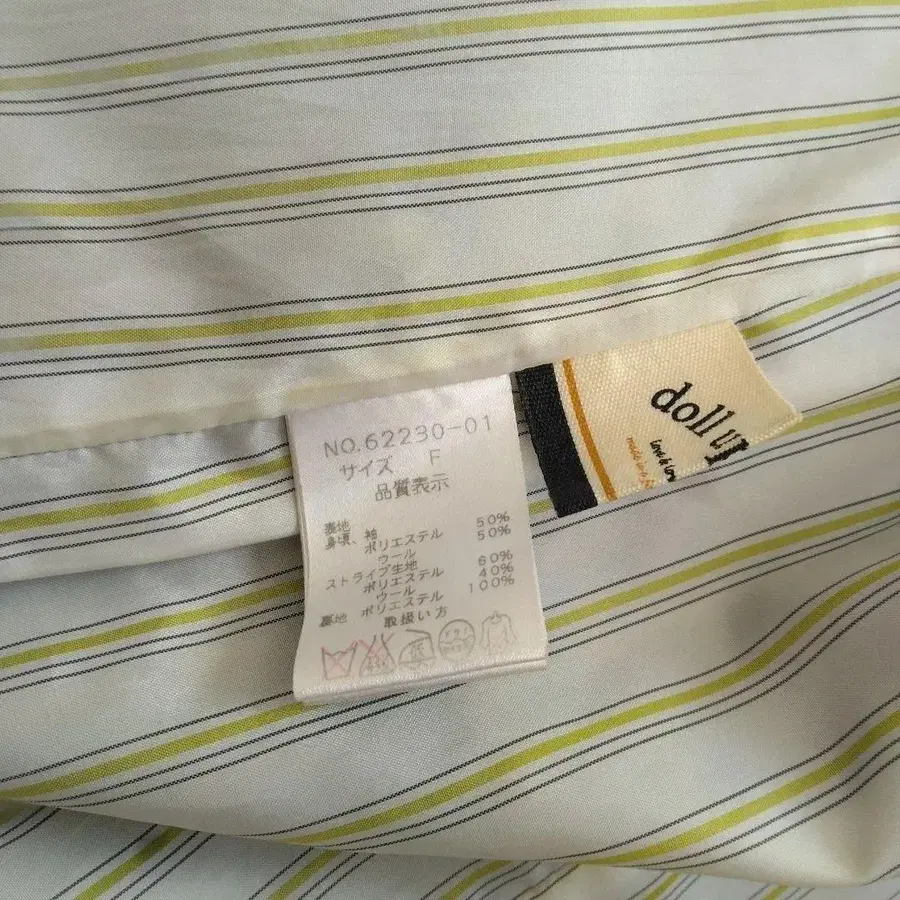 NO.62230-01
サイズ F
品質表示
表地
身頃、袖
ポリエステル 50%
ウール 50%
ストライプ生地
ポリエステル 60%
ウール 40%
裏地 ポリエステル 100%
取扱い方
doll up